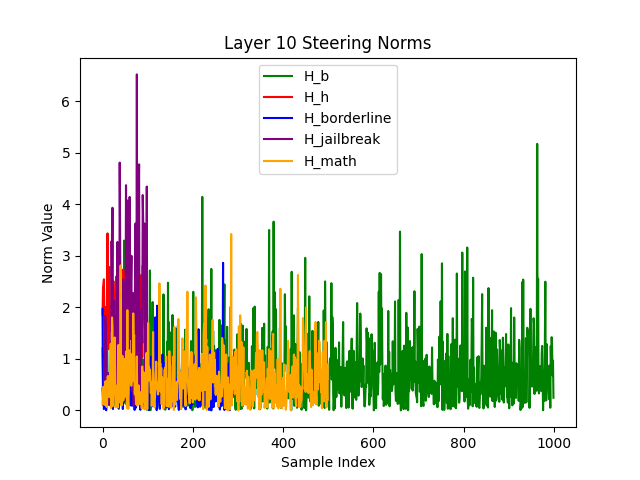 Layer 10 Steering Norms
H_b
H_h
H_borderline
H_jailbreak
H_math
Norm Value
6
5
4
3
2
1
0
0 200 400 600 800 1000
Sample Index